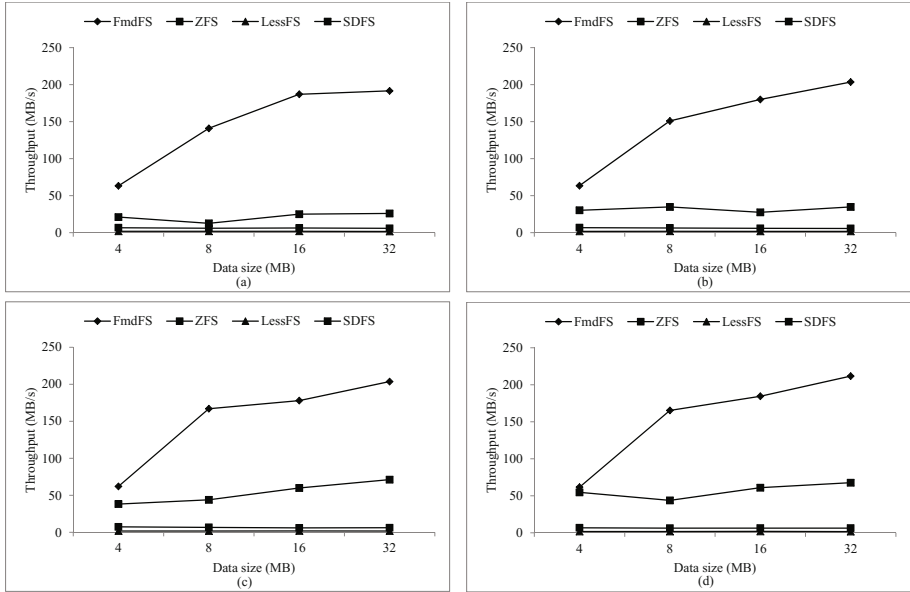 FmdFS ZFS LessFS SDFS
250
200
150
100
50
0
Throughput (MB/s)
4 8 16 32
Data size (MB)
(a)
FmdFS ZFS LessFS SDFS
250
200
150
100
50
0
Throughput (MB/s)
4 8 16 32
Data size (MB)
(b)
FmdFS ZFS LessFS SDFS
250
200
150
100
50
0
Throughput (MB/s)
4 8 16 32
Data size (MB)
(c)
FmdFS ZFS LessFS SDFS
250
200
150
100
50
0
Throughput (MB/s)
4 8 16 32
Data size (MB)
(d)